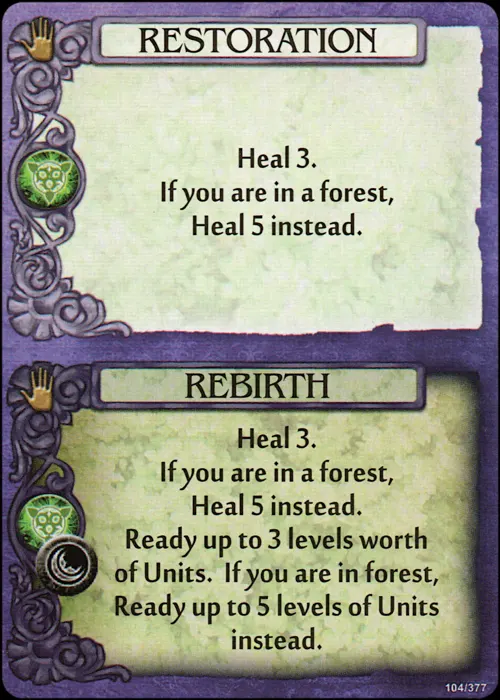 RESTORATION
Heal 3.
If you are in a forest,
Heal 5 instead.
REBIRTH
Heal 3.
If you are in a forest,
Heal 5 instead.
Ready up to 3 levels worth
of Units. If you are in forest,
Ready up to 5 levels of Units
instead.
104/377